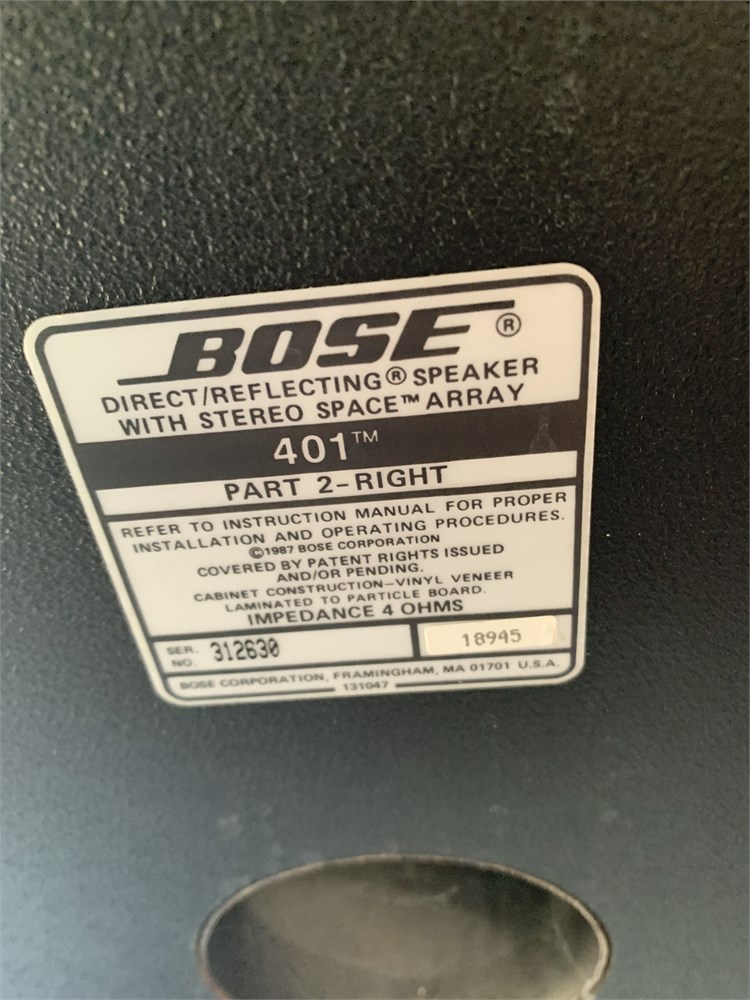 BOSE®
DIRECT/REFLECTING® SPEAKER
WITH STEREO SPACE™ ARRAY
401™
PART 2-RIGHT
REFER TO INSTRUCTION MANUAL FOR PROPER
INSTALLATION AND OPERATING PROCEDURES.
©1987 BOSE CORPORATION
COVERED BY PATENT RIGHTS ISSUED
AND/OR PENDING.
CABINET CONSTRUCTION—VINYL VENEER
LAMINATED TO PARTICLE BOARD.
IMPEDANCE 4 OHMS
SER. NO. 312630
18945
BOSE CORPORATION, FRAMINGHAM, MA 01701 U.S.A.
131047